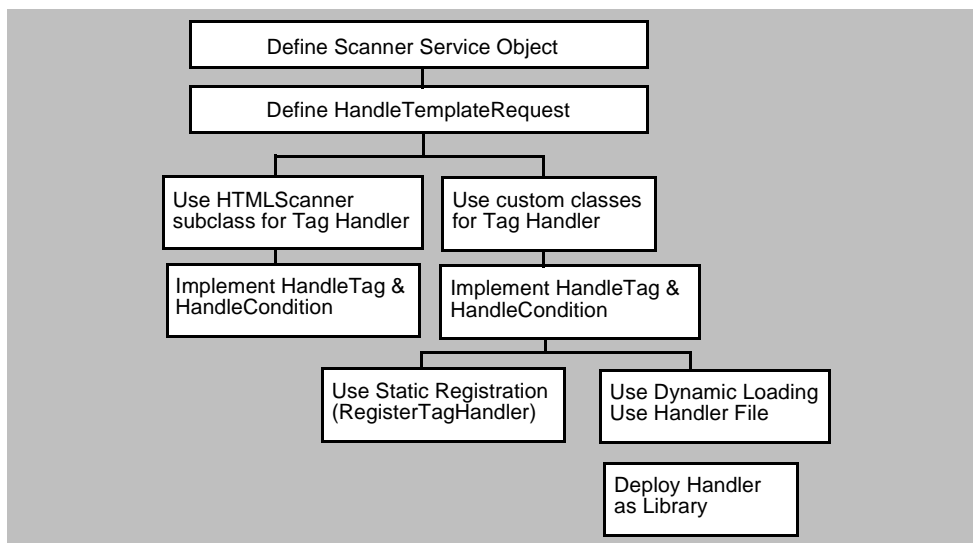 Define Scanner Service Object
Define HandleTemplateRequest
Use HTMLScanner
subclass for Tag Handler
Use custom classes
for Tag Handler
Implement HandleTag &
HandleCondition
Implement HandleTag &
HandleCondition
Use Static Registration
(RegisterTagHandler)
Use Dynamic Loading
Use Handler File
Deploy Handler
as Library